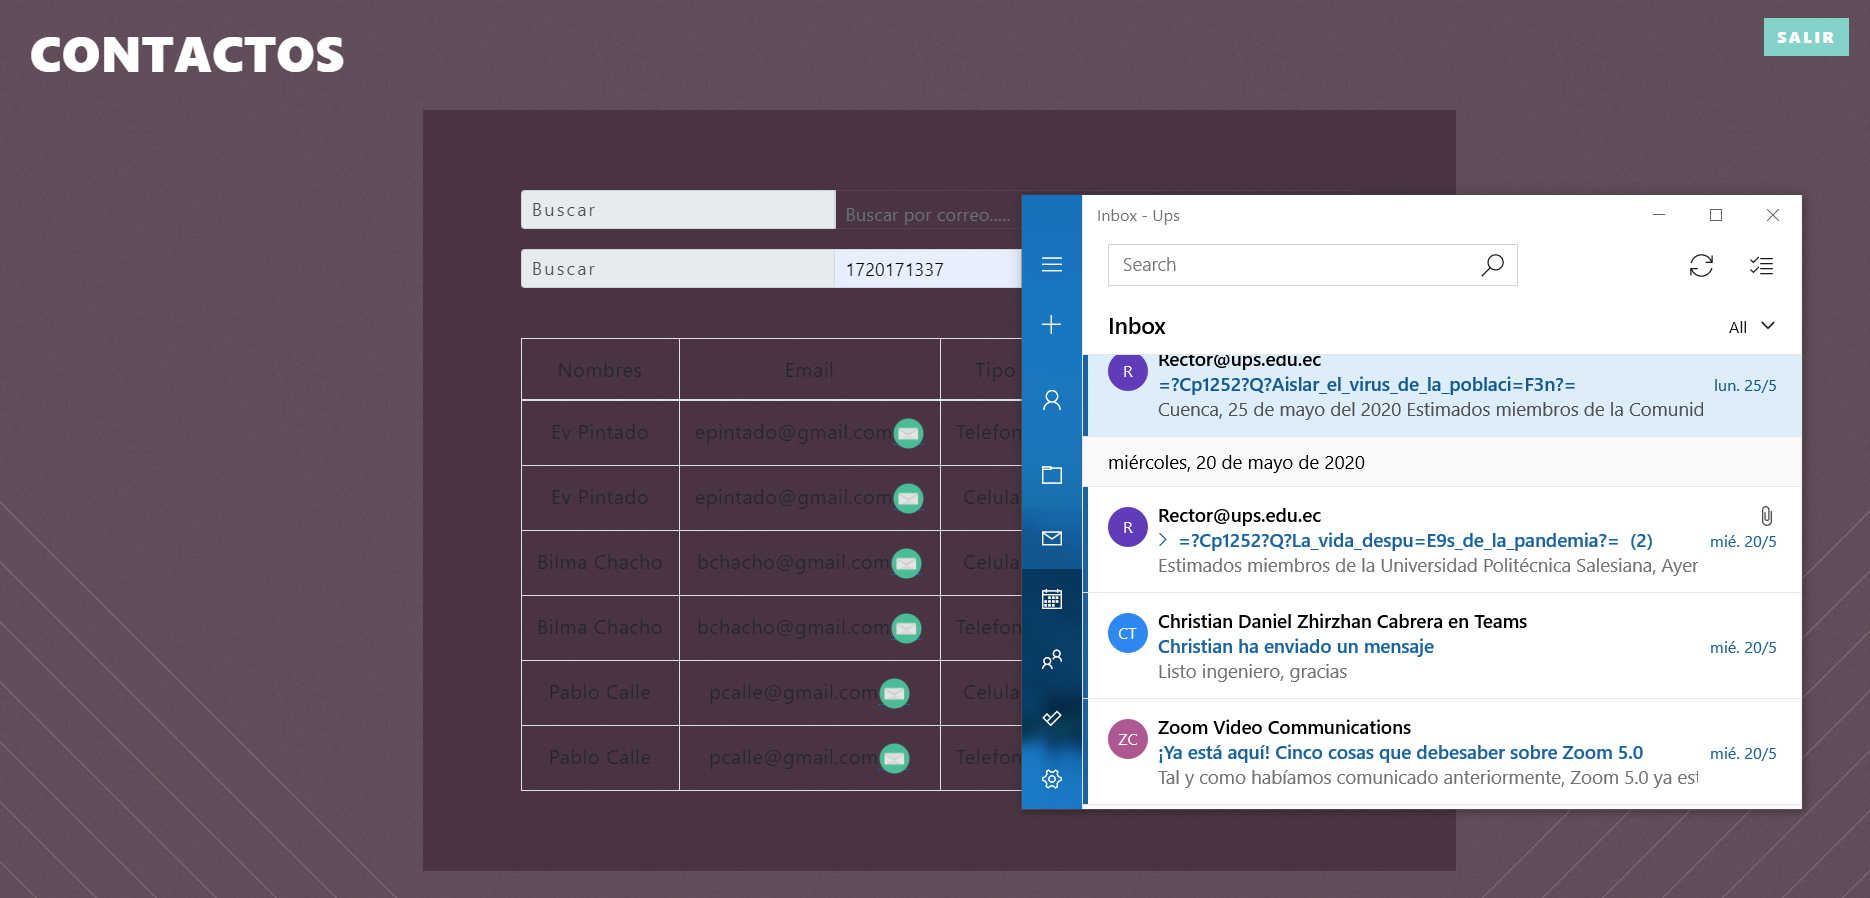 CONTACTOS
SALIR
Buscar
Buscar por correo.....
Buscar
1720171337
Nombres
Email
Tipo
Ev Pintado
epintado@gmail.com
Telefon
Ev Pintado
epintado@gmail.com
Celula
Bilma Chacho
bchacho@gmail.com
Celula
Bilma Chacho
bchacho@gmail.com
Telefon
Pablo Calle
pcalle@gmail.com
Celula
Pablo Calle
pcalle@gmail.com
Telefon
Inbox - Ups
Search
Inbox
All
R
Rector@ups.edu.ec
=?Cp1252?Q?Aislar_el_virus_de_la_poblaci=F3n?=
lun. 25/5
Cuenca, 25 de mayo del 2020 Estimados miembros de la Comunid
miércoles, 20 de mayo de 2020
R
Rector@ups.edu.ec
=?Cp1252?Q?La_vida_despu=E9s_de_la_pandemia?= (2)
mié. 20/5
Estimados miembros de la Universidad Politécnica Salesiana, Ayer
CT
Christian Daniel Zhirzhan Cabrera en Teams
Christian ha enviado un mensaje
mié. 20/5
Listo ingeniero, gracias
ZC
Zoom Video Communications
¡Ya está aquí! Cinco cosas que debesaber sobre Zoom 5.0
mié. 20/5
Tal y como habíamos comunicado anteriormente, Zoom 5.0 ya est